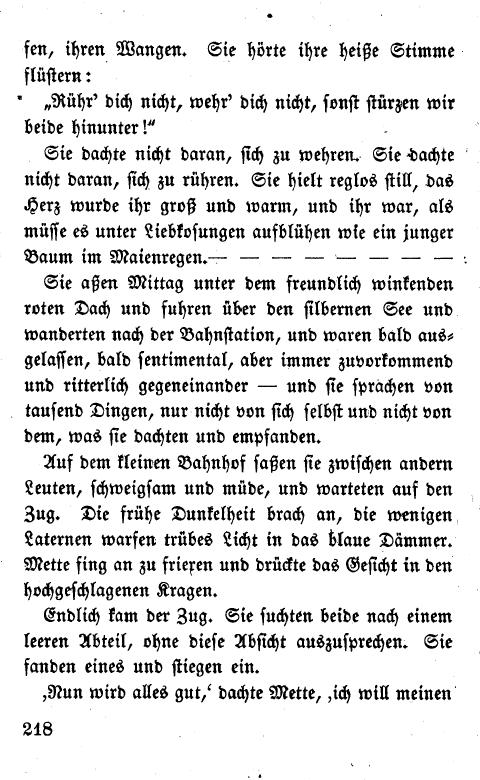 sen, ihren Wangen. Sie hörte ihre heiße Stimme
flüstern:
„Rühr' dich nicht, wehr' dich nicht, sonst stürzen wir
beide hinunter!“
Sie dachte nicht daran, sich zu wehren. Sie dachte
nicht daran, sich zu rühren. Sie hielt reglos still, das
Herz wurde ihr groß und warm, und ihr war, als
müsse es unter Liebkosungen aufblühen wie ein junger
Baum im Maienregen.— — — — — — — —
Sie aßen Mittag unter dem freundlich winkenden
roten Dach und fuhren über den silbernen See und
wanderten nach der Bahnstation, und waren bald aus-
gelassen, bald sentimental, aber immer zuvorkommend
und ritterlich gegeneinander — und sie sprachen von
tausend Dingen, nur nicht von sich selbst und nicht von
dem, was sie dachten und empfanden.
Auf dem kleinen Bahnhof saßen sie zwischen andern
Leuten, schweigsam und müde, und warteten auf den
Zug. Die frühe Dunkelheit brach an, die wenigen
Laternen warfen trübes Licht in das blaue Dämmer.
Mette fing an zu frieren und drückte das Gesicht in den
hochgeschlagenen Kragen.
Endlich kam der Zug. Sie suchten beide nach einem
leeren Abteil, ohne diese Absicht auszusprechen. Sie
fanden eines und stiegen ein.
‚Nun wird alles gut,‘ dachte Mette, ‚ich will meinen
218